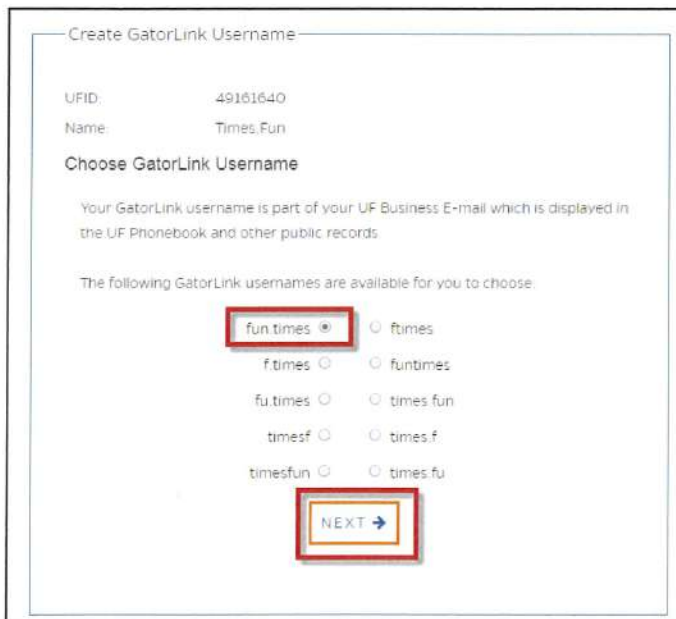 Create GatorLink Username
UFID: 49161640
Name: Times,Fun
Choose GatorLink Username
Your GatorLink username is part of your UF Business E-mail which is displayed in
the UF Phonebook and other public records.
The following GatorLink usernames are available for you to choose:
fun.times ftimes
f.times funtimes
fu.times times.fun
timesf times.f
timesfun times.fu
NEXT →